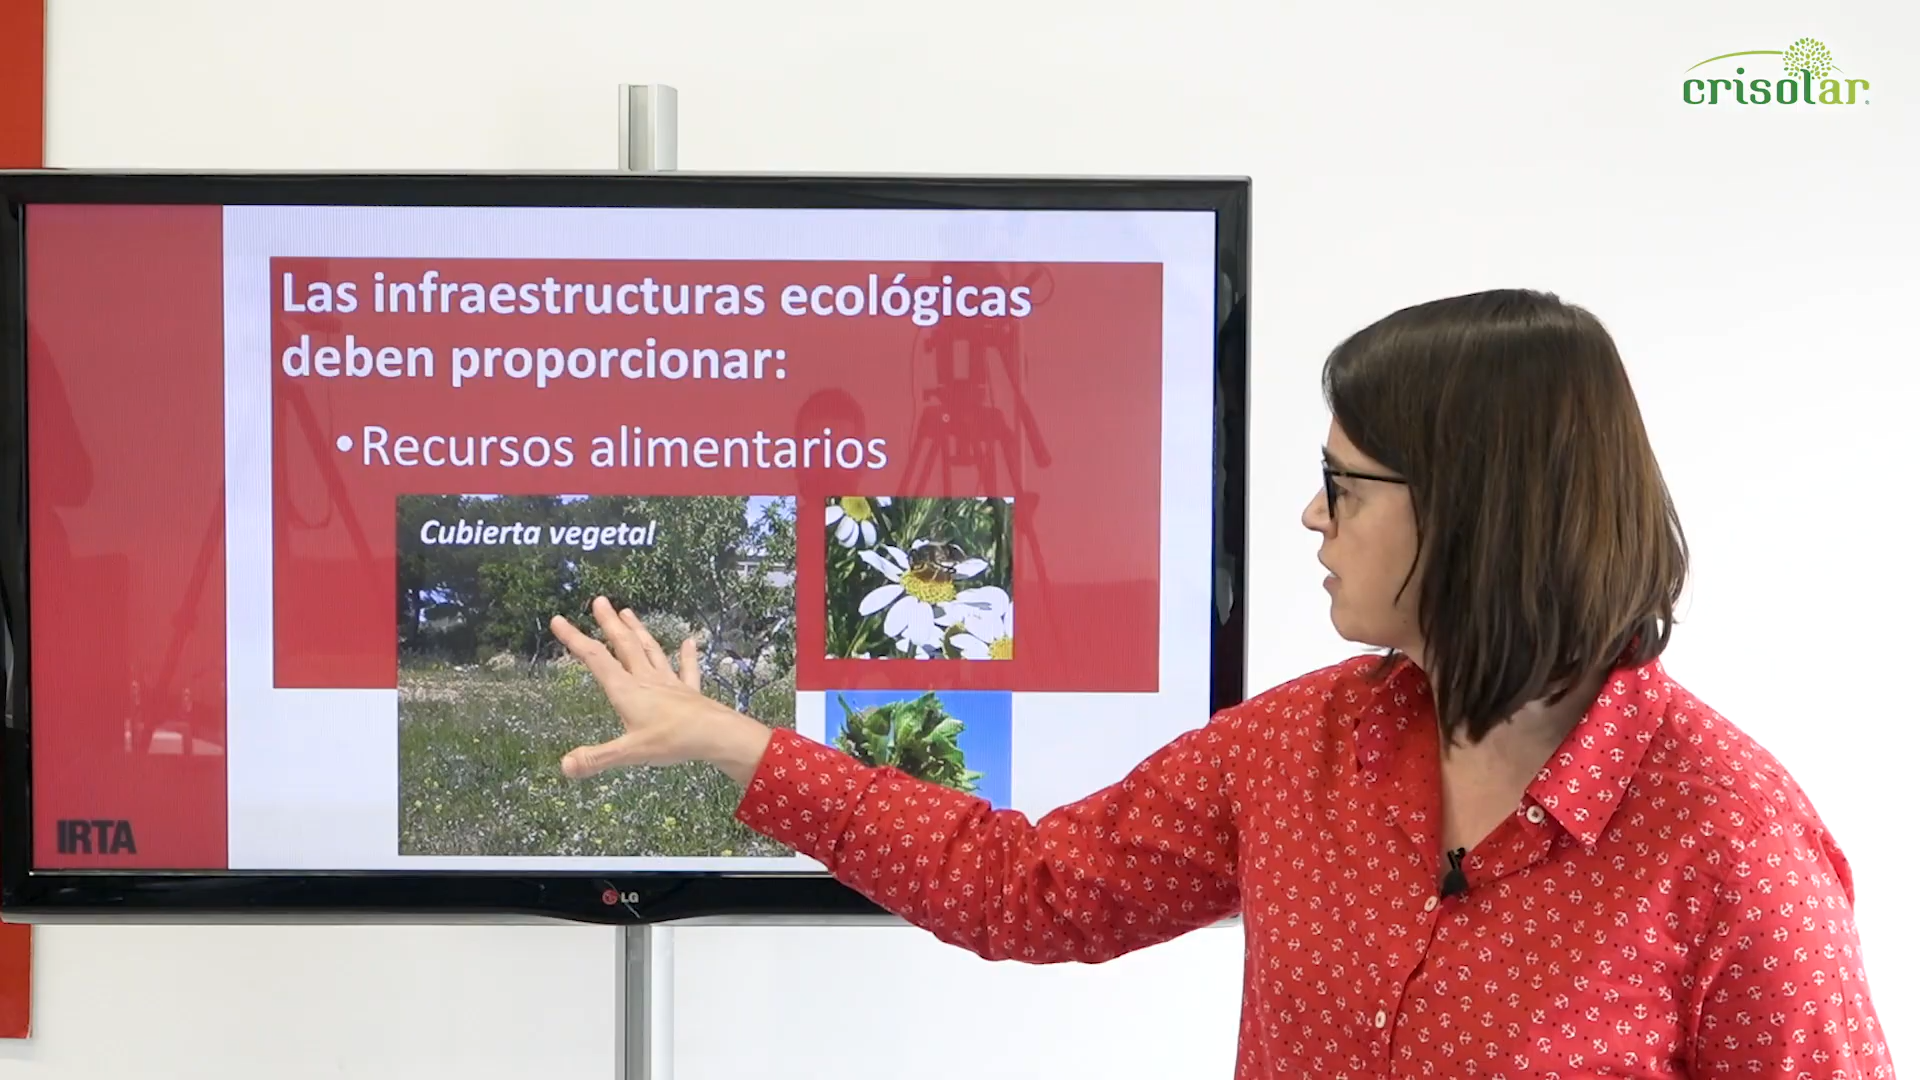 crisolar
Las infraestructuras ecológicas
deben proporcionar:
•Recursos alimentarios
Cubierta vegetal
IRTA
LG